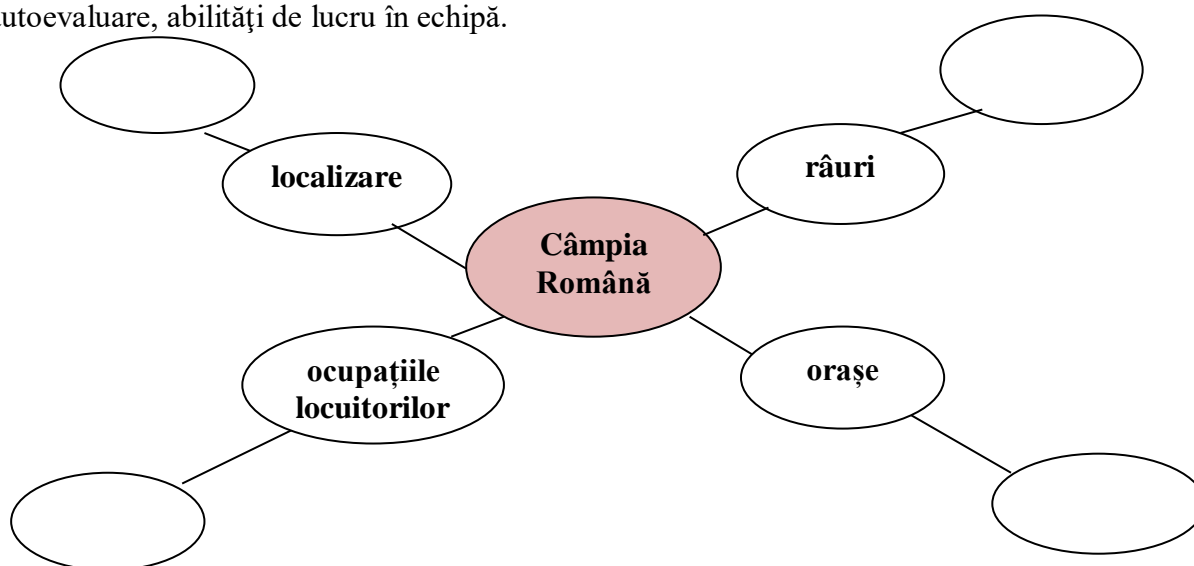 utoevaluare, abilităţi de lucru în echipă.
localizare
râuri
Câmpia
Română
ocupațiile
locuitorilor
orașe